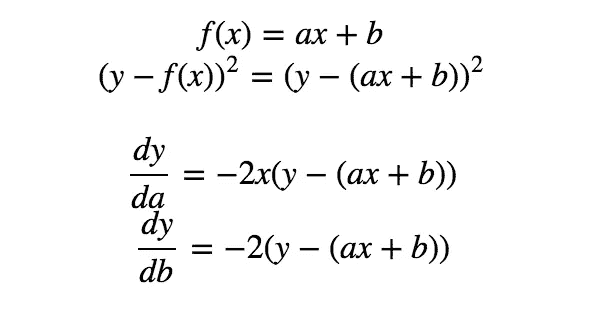 f(x) = ax + b
(y − f(x))² = (y − (ax + b))²
dy/da = −2x(y − (ax + b))
dy/db = −2(y − (ax + b))